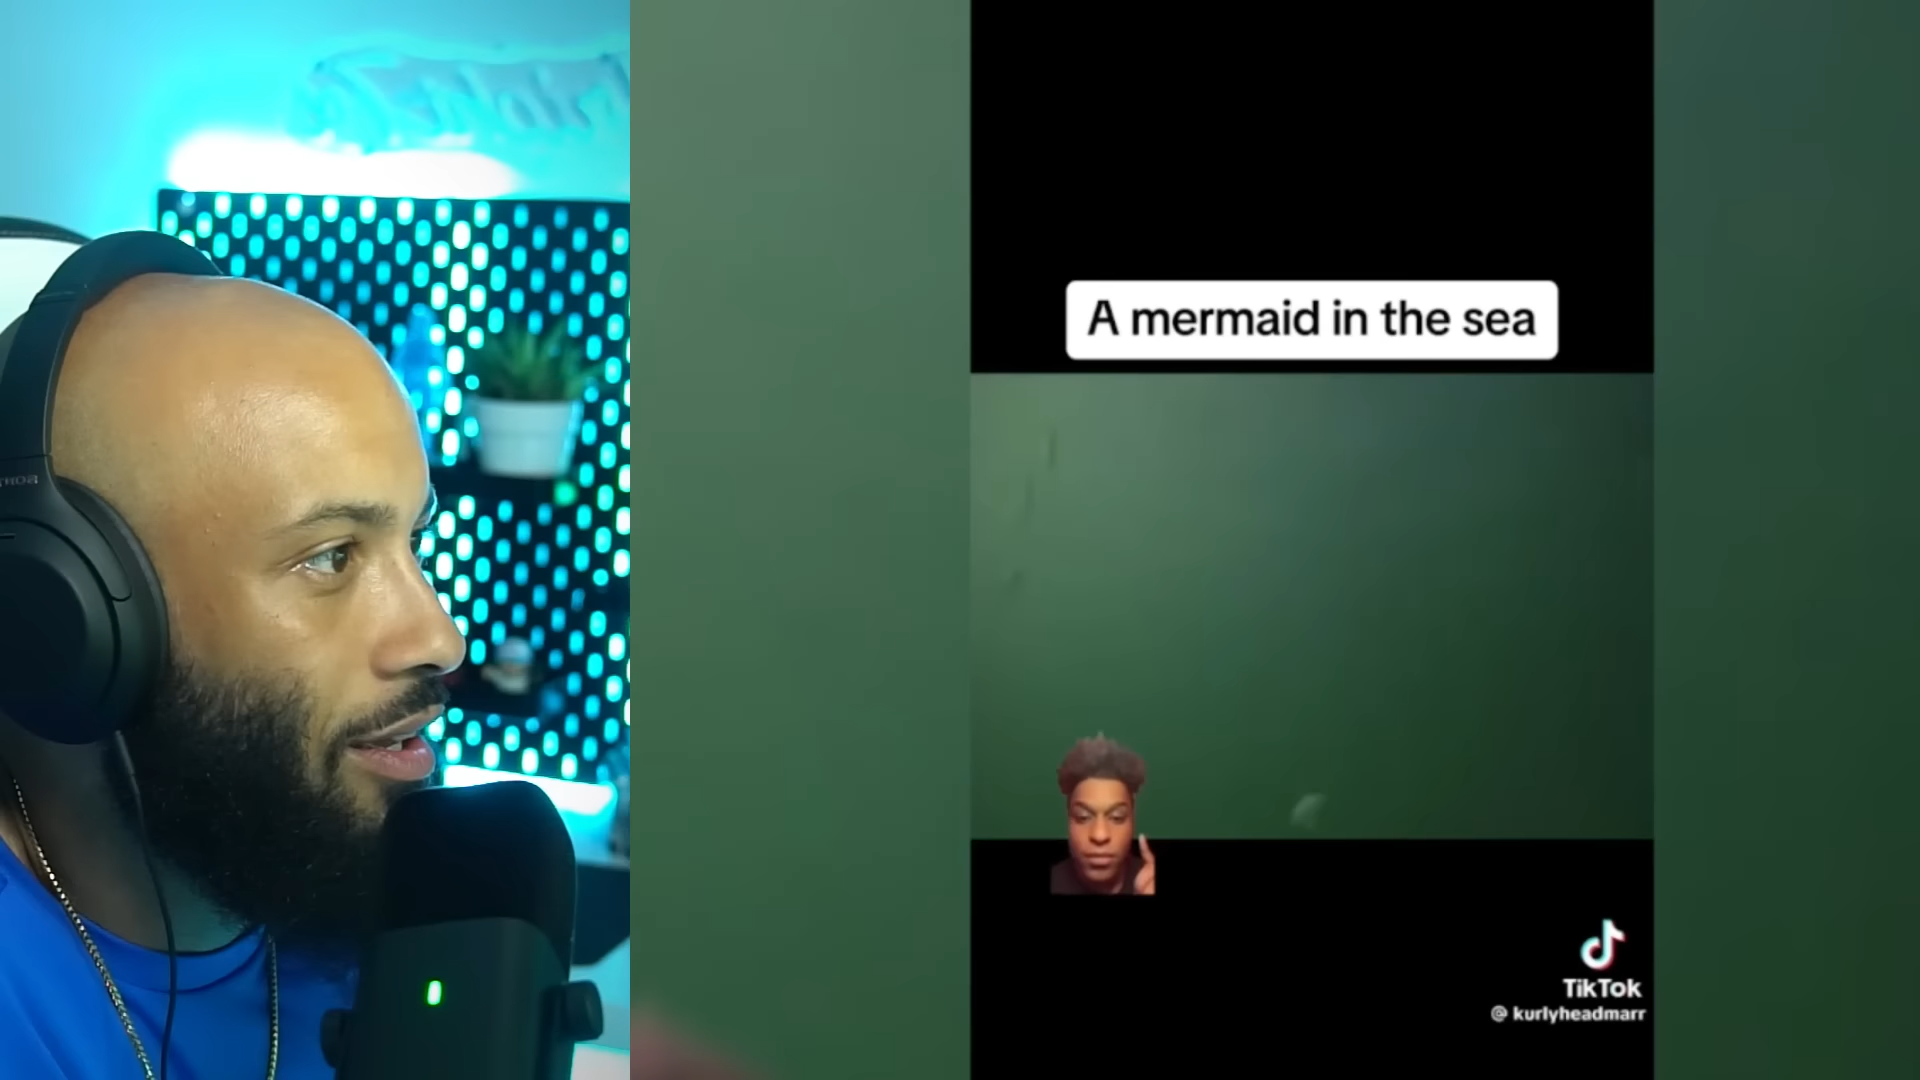 A mermaid in the sea
TikTok
@ kurlyheadmarr